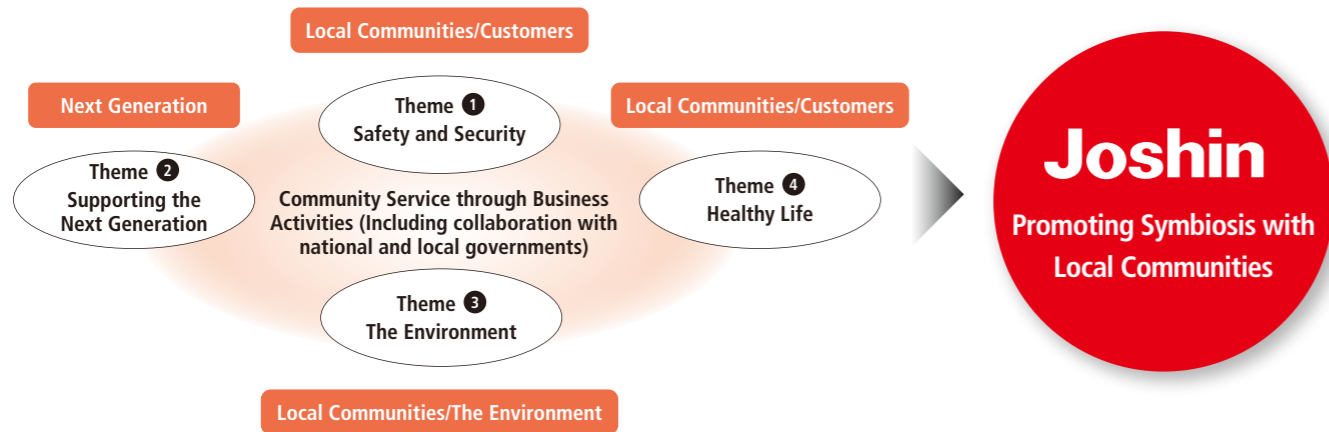 Local Communities/Customers
Next Generation
Local Communities/Customers
Theme 1
Safety and Security
Theme 2
Supporting the
Next Generation
Community Service through Business
Activities (Including collaboration with
national and local governments)
Theme 4
Healthy Life
Theme 3
The Environment
Local Communities/The Environment
Joshin
Promoting Symbiosis with
Local Communities